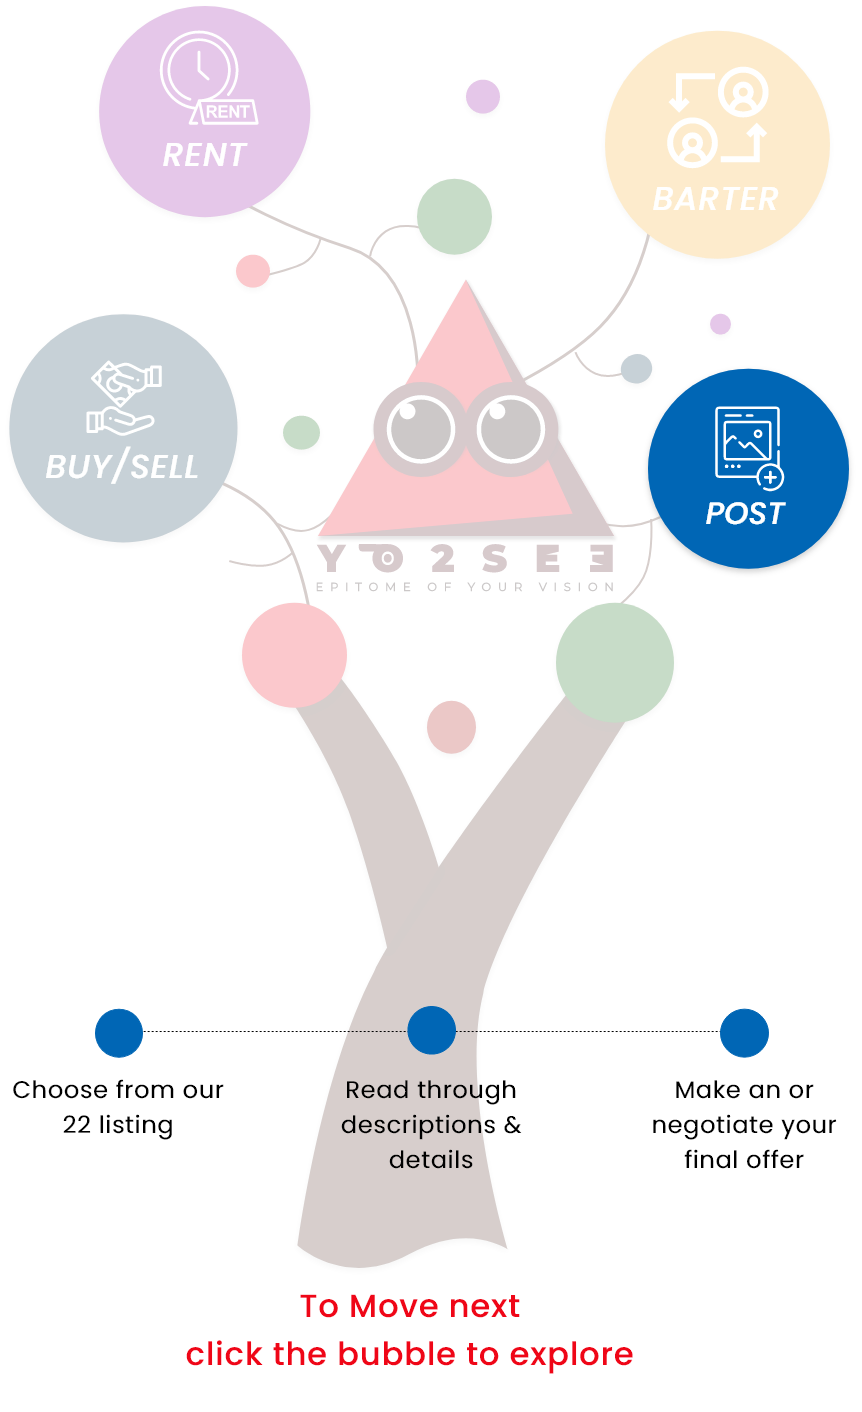 RENT
RENT
BARTER
BUY/SELL
POST
YO2SEE
EPITOME OF YOUR VISION
Choose from our
22 listing
Read through
descriptions &
details
Make an or
negotiate your
final offer
To Move next
click the bubble to explore